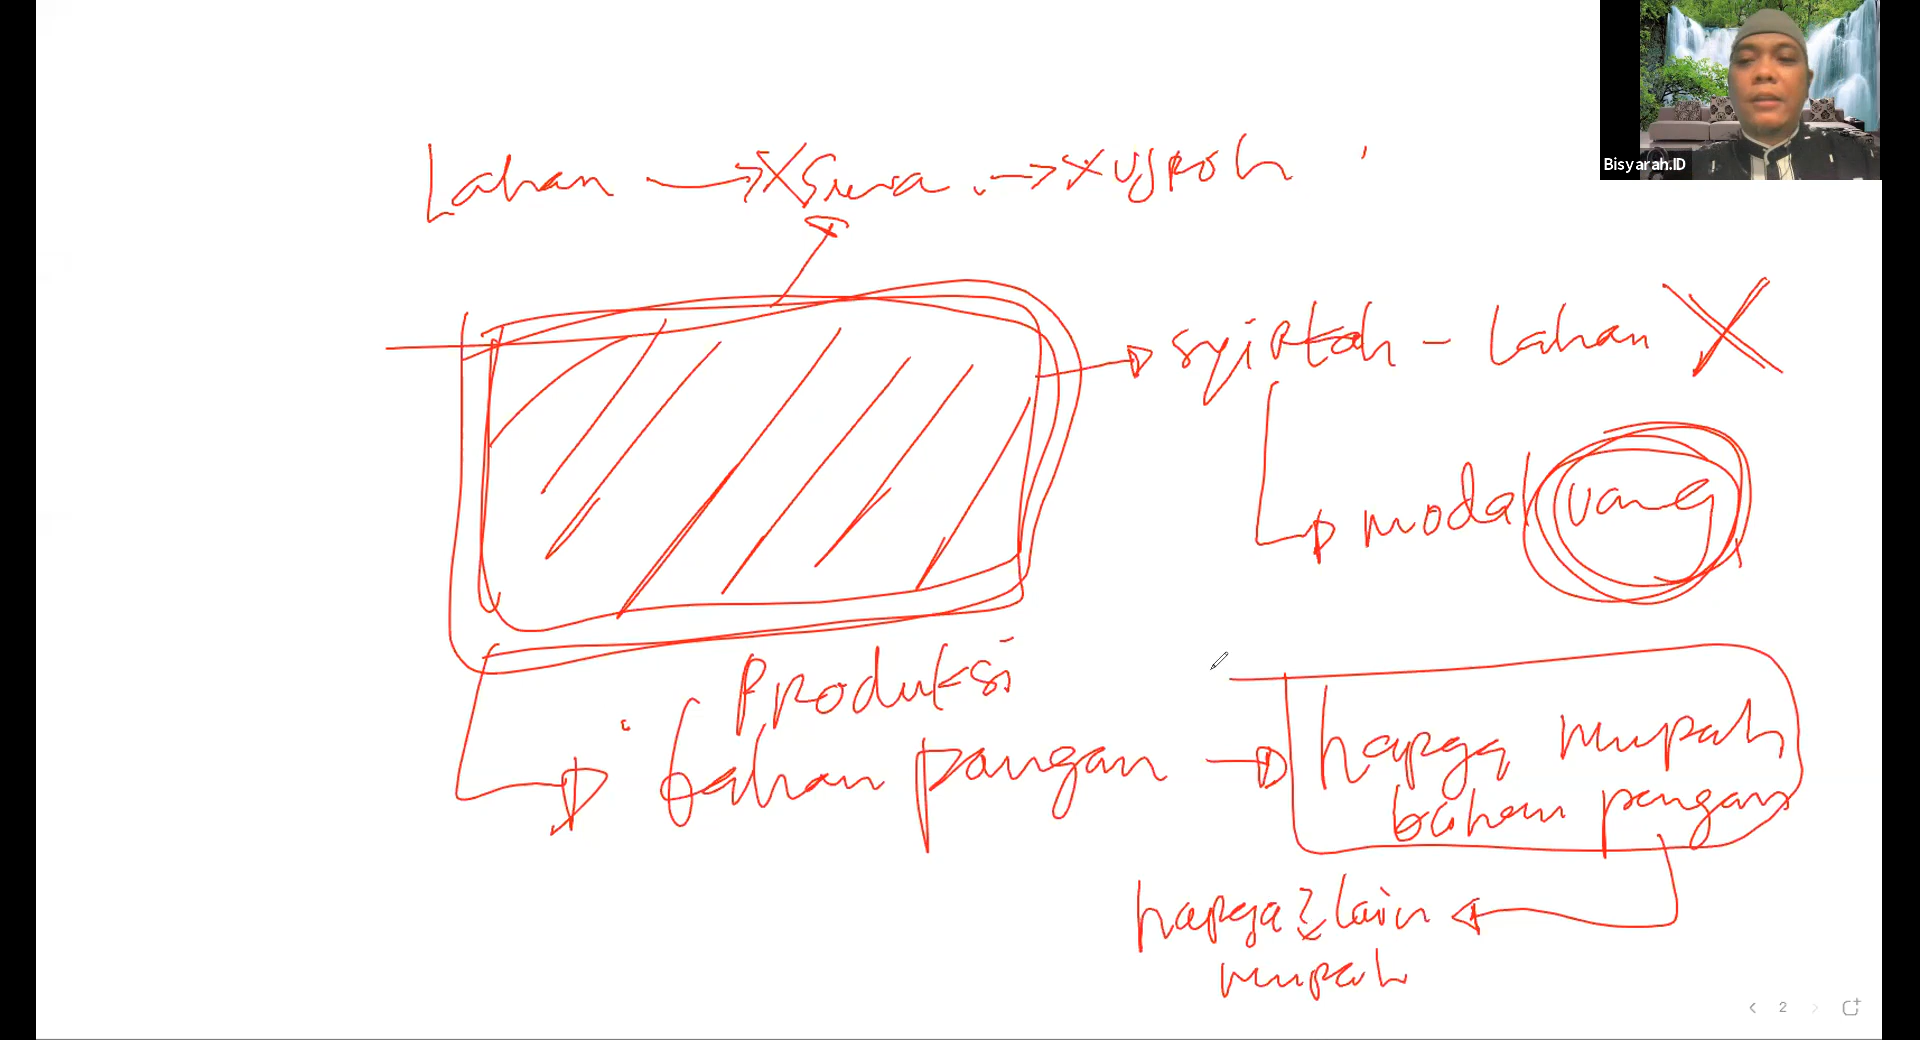 Bisyarah.ID
Lahan → X Sewa → X Ujroh
syirkah - Lahan X
modal uang
Produksi
bahan pangan → harga murah
bahan pangan
harga2 lain
murah
2